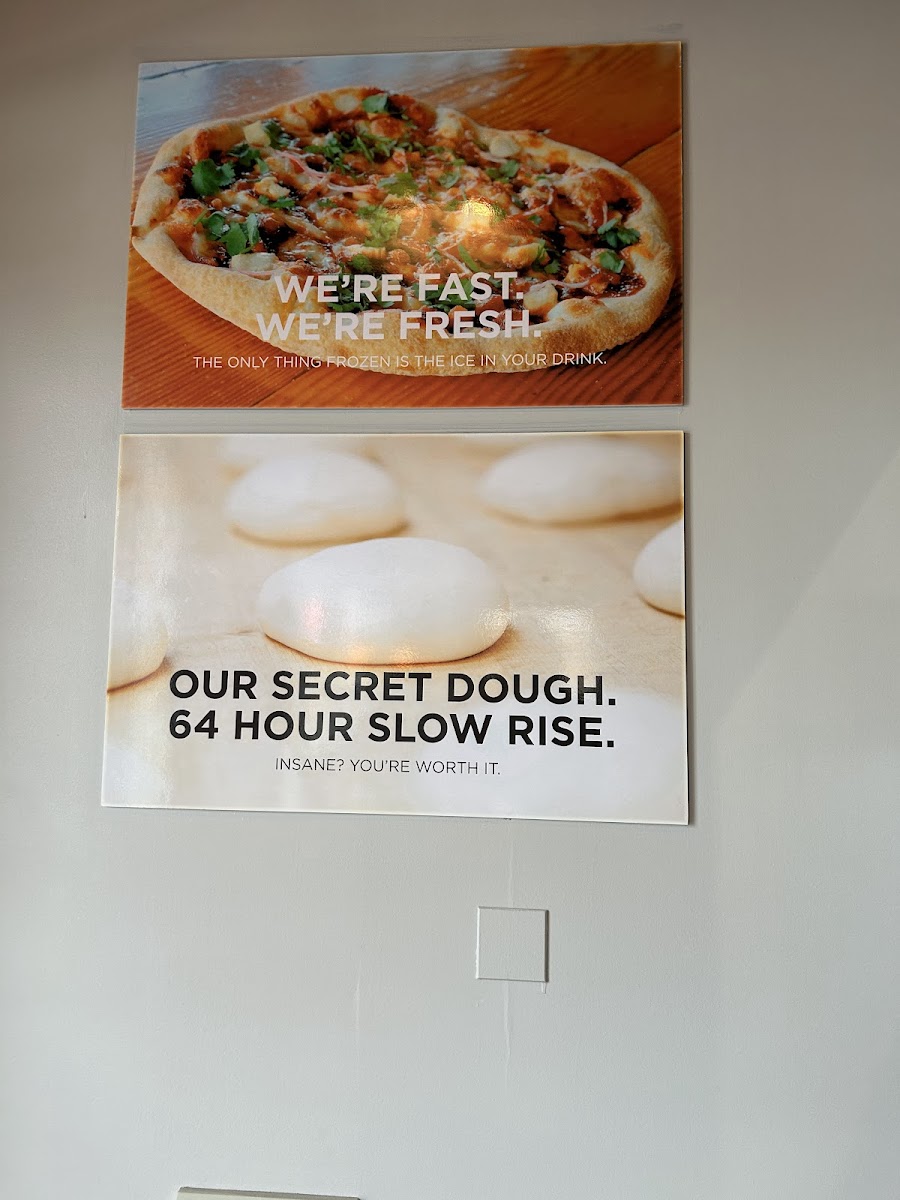 WE'RE FAST.
WE'RE FRESH.
THE ONLY THING FROZEN IS THE ICE IN YOUR DRINK.
OUR SECRET DOUGH.
64 HOUR SLOW RISE.
INSANE? YOU'RE WORTH IT.